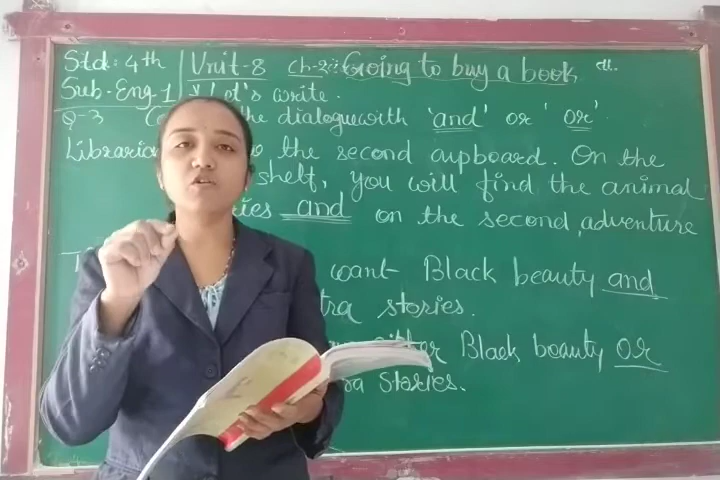 Std: 4th Unit-8 ch-2: Going to buy a book
Sub-Eng-1 * Let's write.
Q-3 the dialogue with 'and' or 'or'.
the second cupboard. On the
shelf, you will find the animal
and on the second, adventure
want Black beauty and
stories.
Black beauty or
stories.